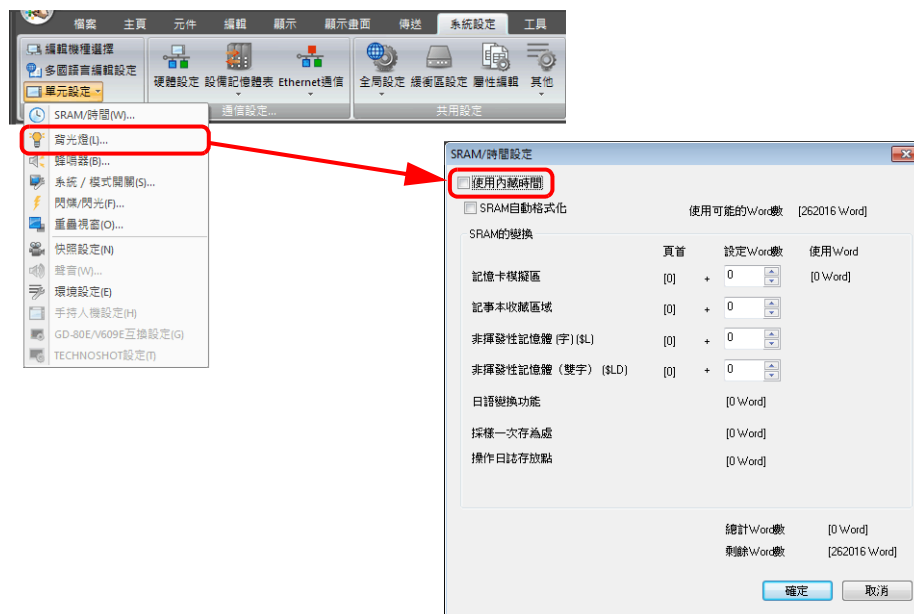 檔案 主頁 元件 編輯 顯示 顯示畫面 傳送 系統設定 工具
編輯機種選擇
多國語言編輯設定
單元設定
硬體設定 設備記憶體表 Ethernet通信 全局設定 緩衝區設定 屬性編輯 其他
通信設定... 共用設定
SRAM/時間(W)...
背光燈(L)...
蜂鳴器(B)...
系統 / 模式開關(S)...
閃爍/閃光(F)...
重疊視窗(O)...
快照設定(N)
聲音(W)...
環境設定(E)
手持人機設定(H)
GD-80E/V609E互換設定(G)
TECHNOSHOT設定(T)
SRAM/時間設定
使用內藏時間
SRAM自動格式化 使用可能的Word數 [262016 Word]
SRAM的變換
頁首 設定Word數 使用Word
記憶卡模擬區 [0] + 0 [0 Word]
記事本收藏區域 [0] + 0
非揮發性記憶體 (字) ($L) [0] + 0
非揮發性記憶體（雙字） ($LD) [0] + 0
日語變換功能 [0 Word]
採樣一次存為處 [0 Word]
操作日誌存放點 [0 Word]
總計Word數 [0 Word]
剩餘Word數 [262016 Word]
確定 取消